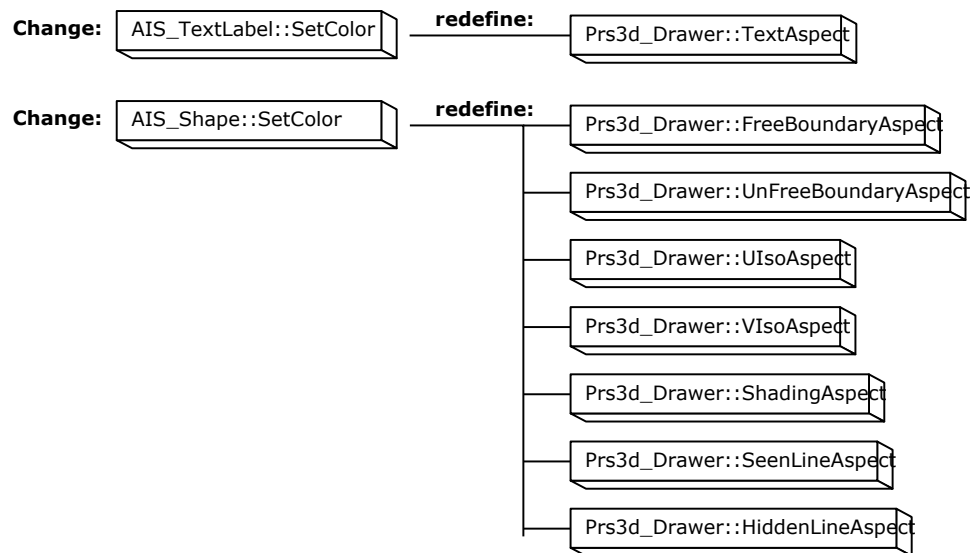 Change: AIS_TextLabel::SetColor redefine: Prs3d_Drawer::TextAspect
Change: AIS_Shape::SetColor redefine: Prs3d_Drawer::FreeBoundaryAspect
Prs3d_Drawer::UnFreeBoundaryAspect
Prs3d_Drawer::UIsoAspect
Prs3d_Drawer::VIsoAspect
Prs3d_Drawer::ShadingAspect
Prs3d_Drawer::SeenLineAspect
Prs3d_Drawer::HiddenLineAspect